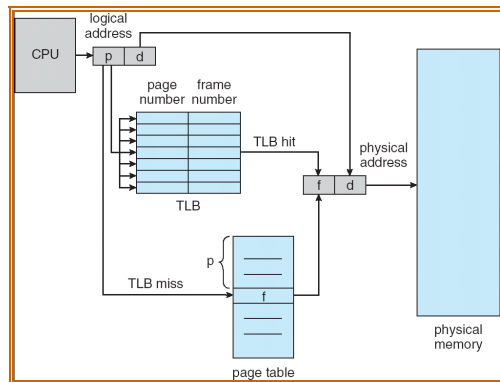 logical
address
CPU
p d
page
number
frame
number
TLB hit
physical
address
f d
TLB
p
TLB miss
f
physical
memory
page table